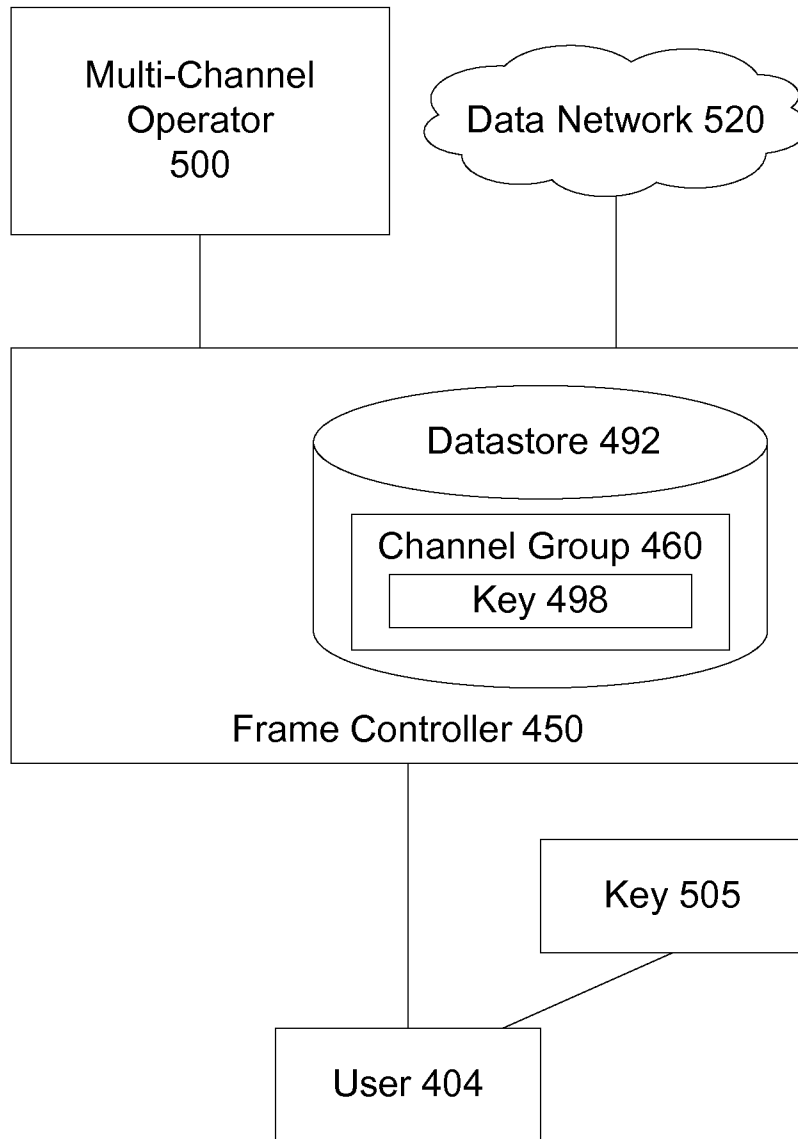 Multi-Channel
Operator
500
Data Network 520
Datastore 492
Channel Group 460
Key 498
Frame Controller 450
Key 505
User 404